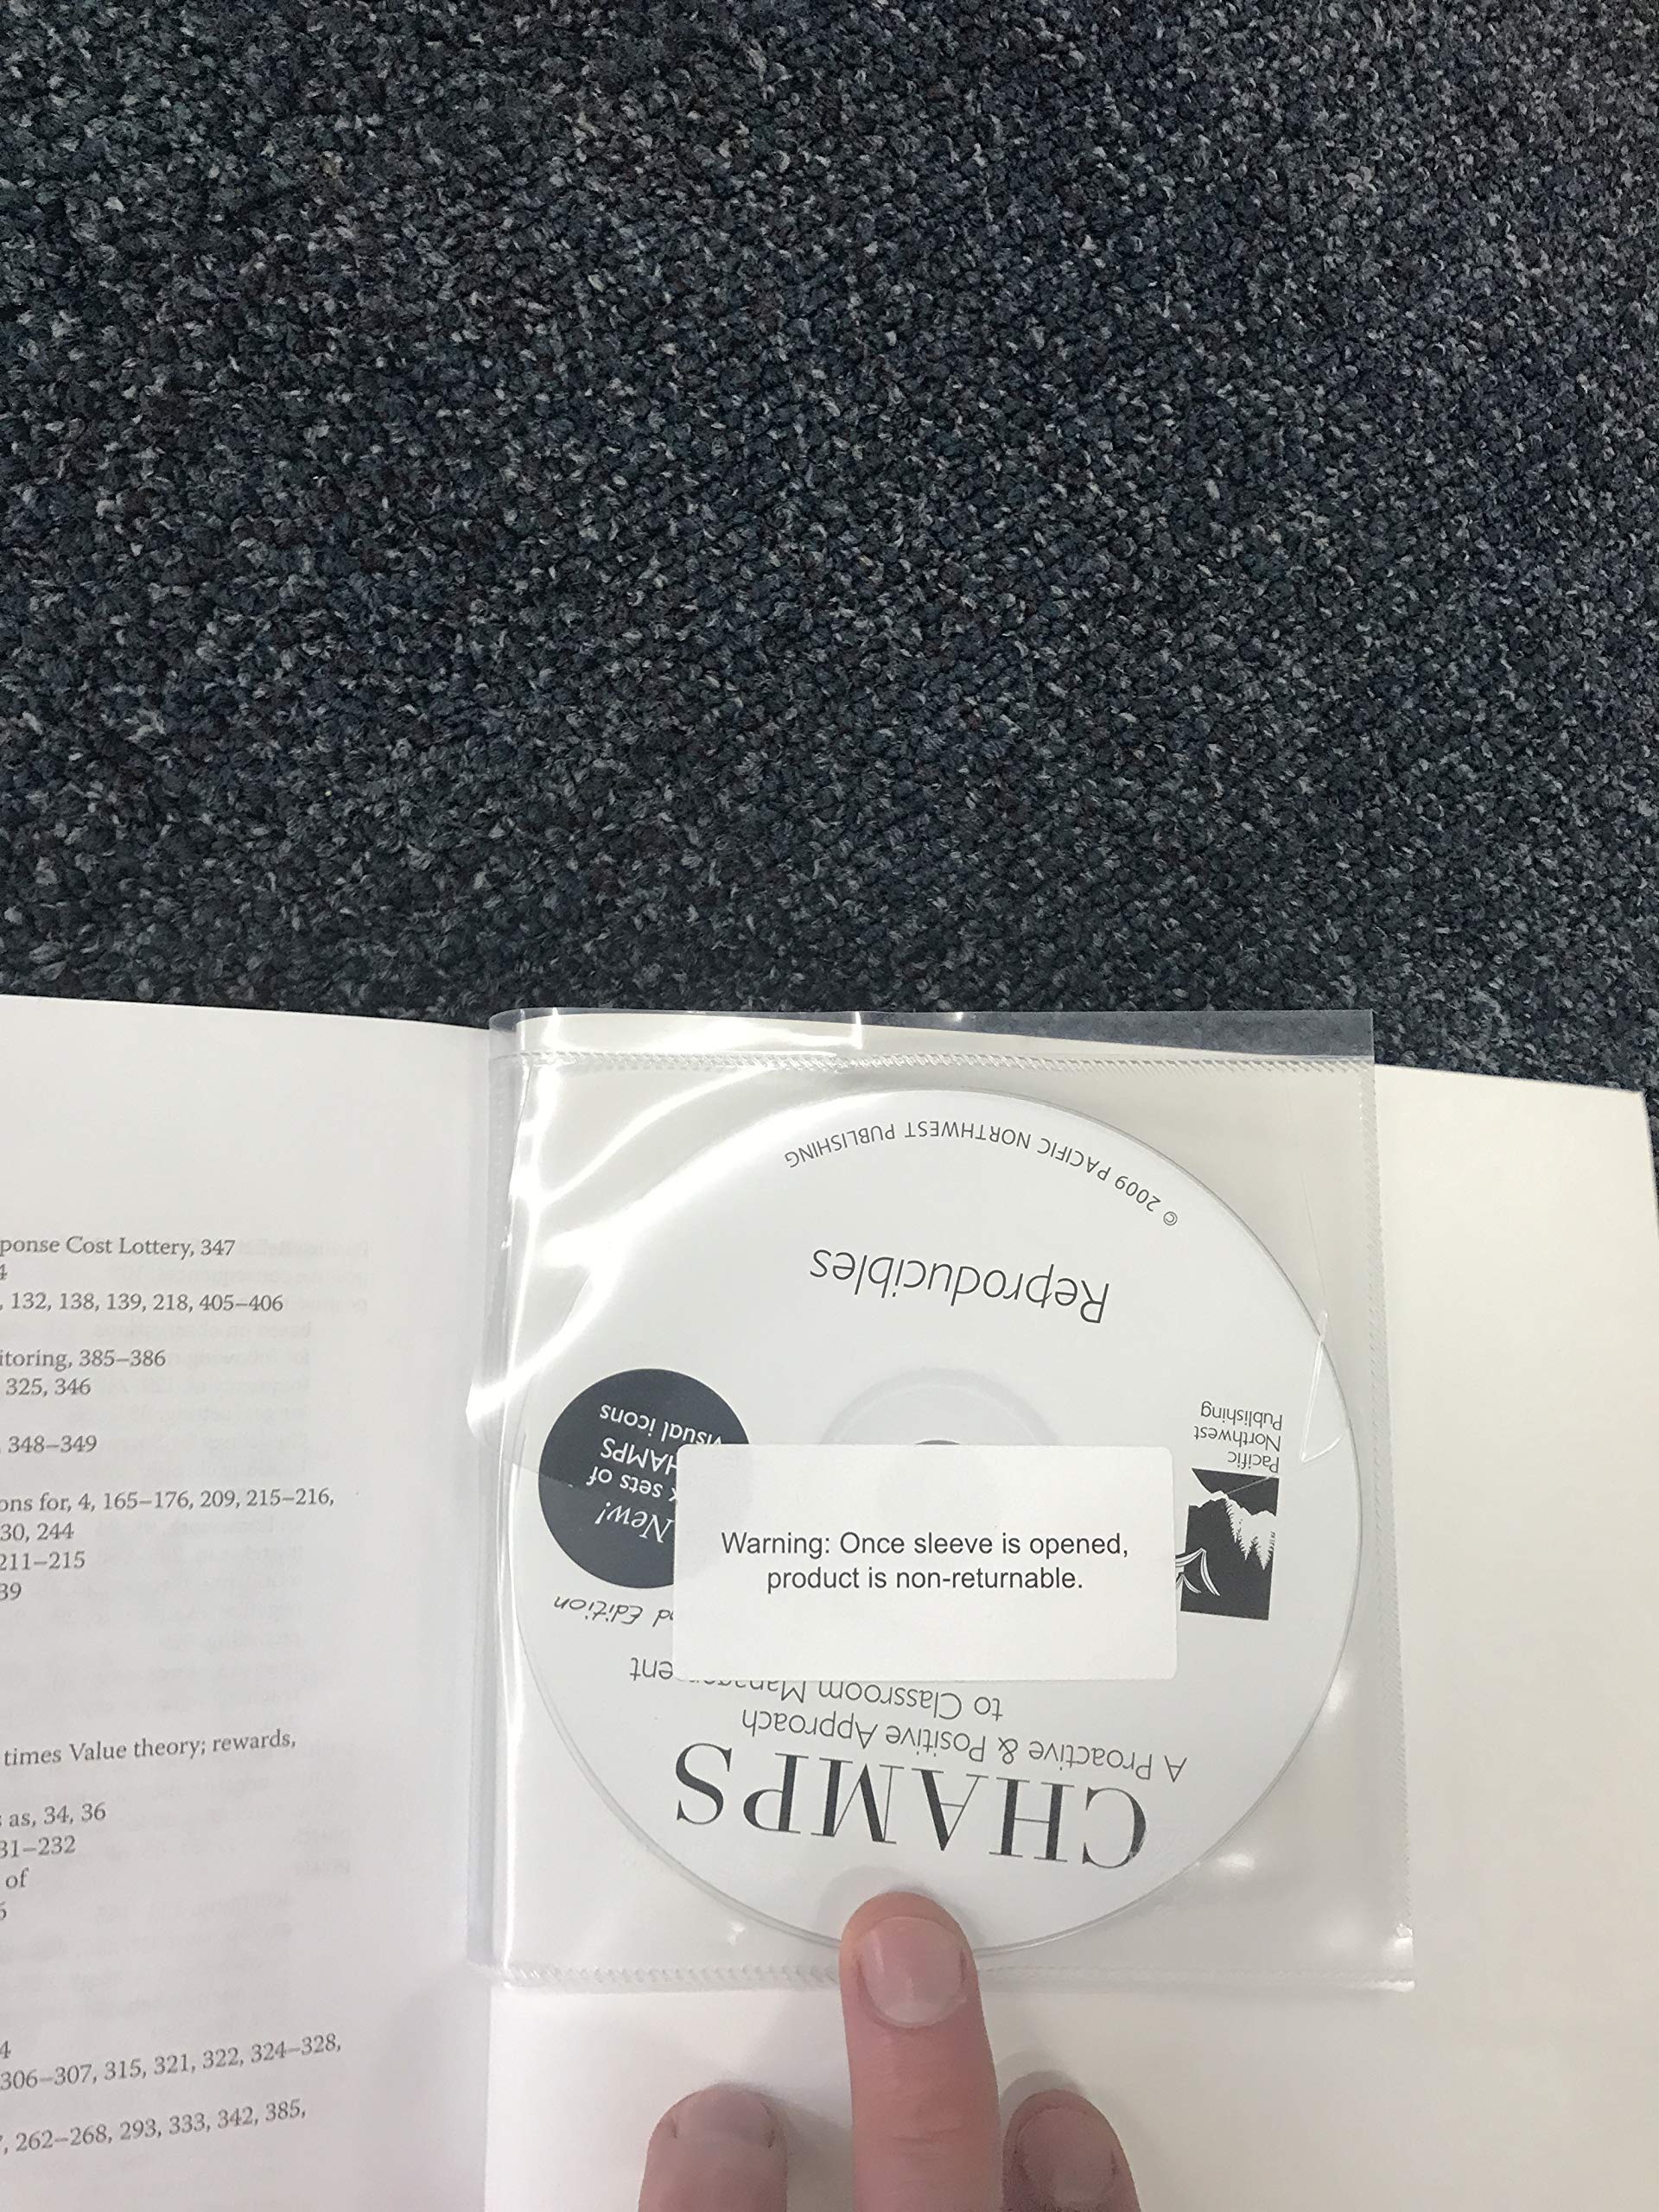 ponse Cost Lottery, 347
4
, 132, 138, 139, 218, 405–406
itoring, 385–386
325, 346
, 348–349
ons for, 4, 165–176, 209, 215–216,
30, 244
211–215
39
times Value theory; rewards,
as, 34, 36
31–232
of
4
306–307, 315, 321, 322, 324–328,
, 262–268, 293, 333, 342, 385,
CHAMPS
A Proactive & Positive Approach
to Classroom
Edition
New!
sets of
visual icons
Warning: Once sleeve is opened,
product is non-returnable.
Pacific
Northwest
Publishing
Reproducibles
© 2009 PACIFIC NORTHWEST PUBLISHING